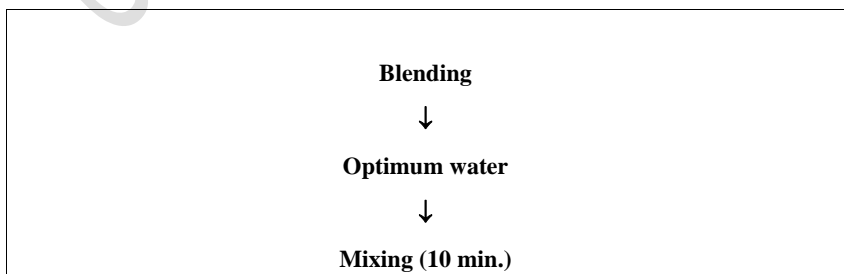 Blending
↓
Optimum water
↓
Mixing (10 min.)